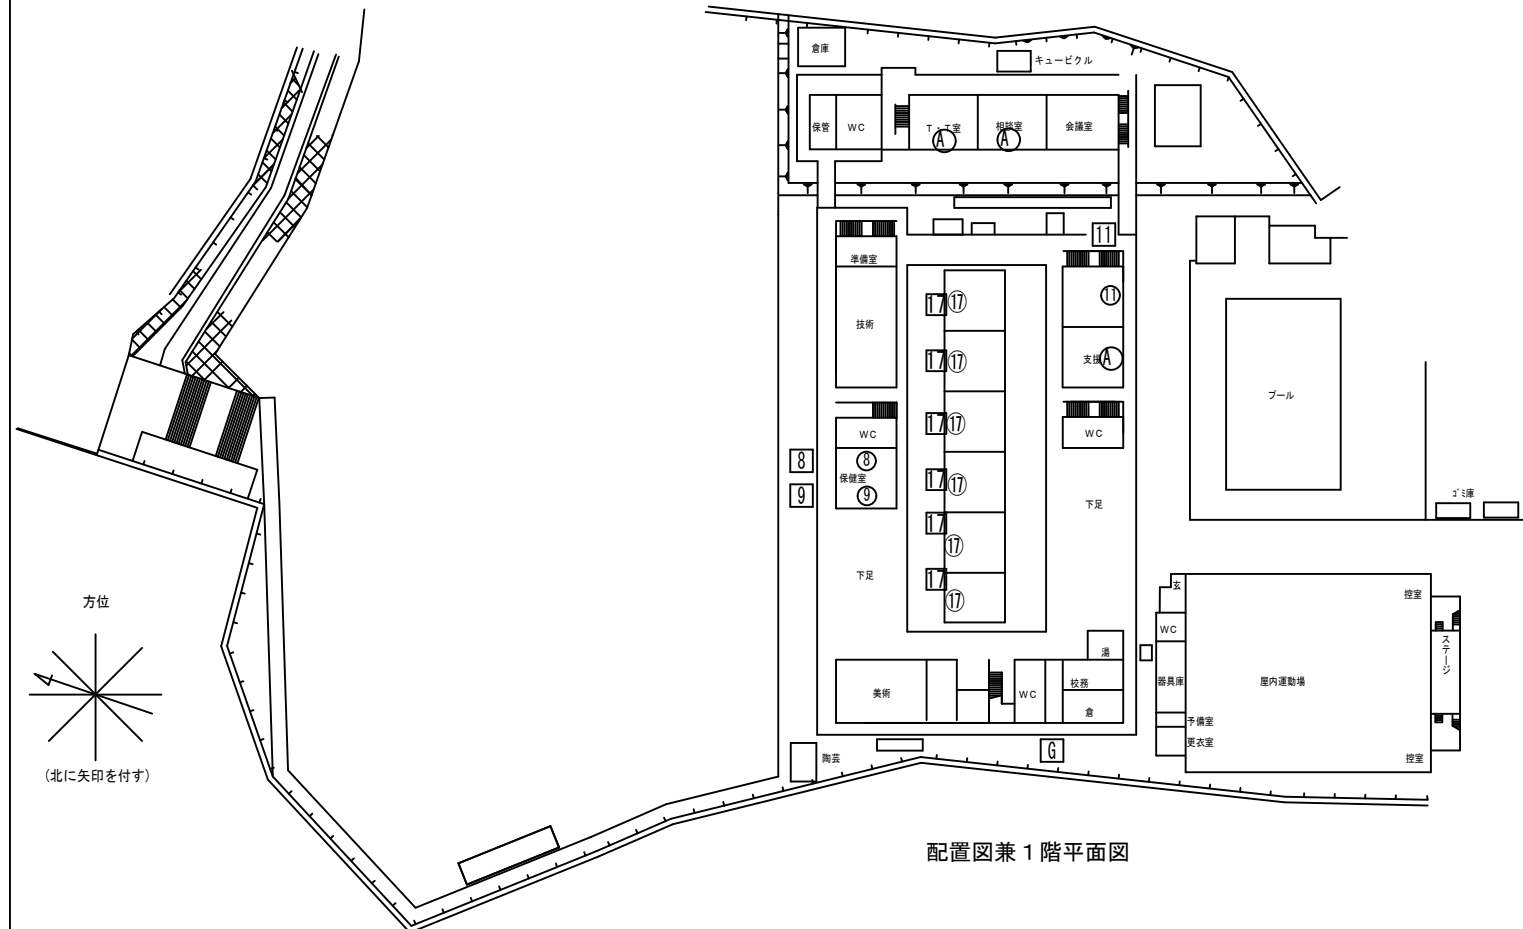 倉庫
キュービクル
保管
WC
T・T室
A
相談室
A
会議室
11
準備室
技術
17
⑰
17
⑰
17
⑰
17
⑰
17
⑰
17
⑰
⑪
支援
A
プール
WC
WC
8
9
保健室
⑧
⑨
下足
下足
ゴミ庫
方位
(北に矢印を付す)
玄
WC
器具庫
予備室
更衣室
屋内運動場
控室
ステージ
控室
美術
WC
湯
校務
倉
陶芸
G
配置図兼1階平面図